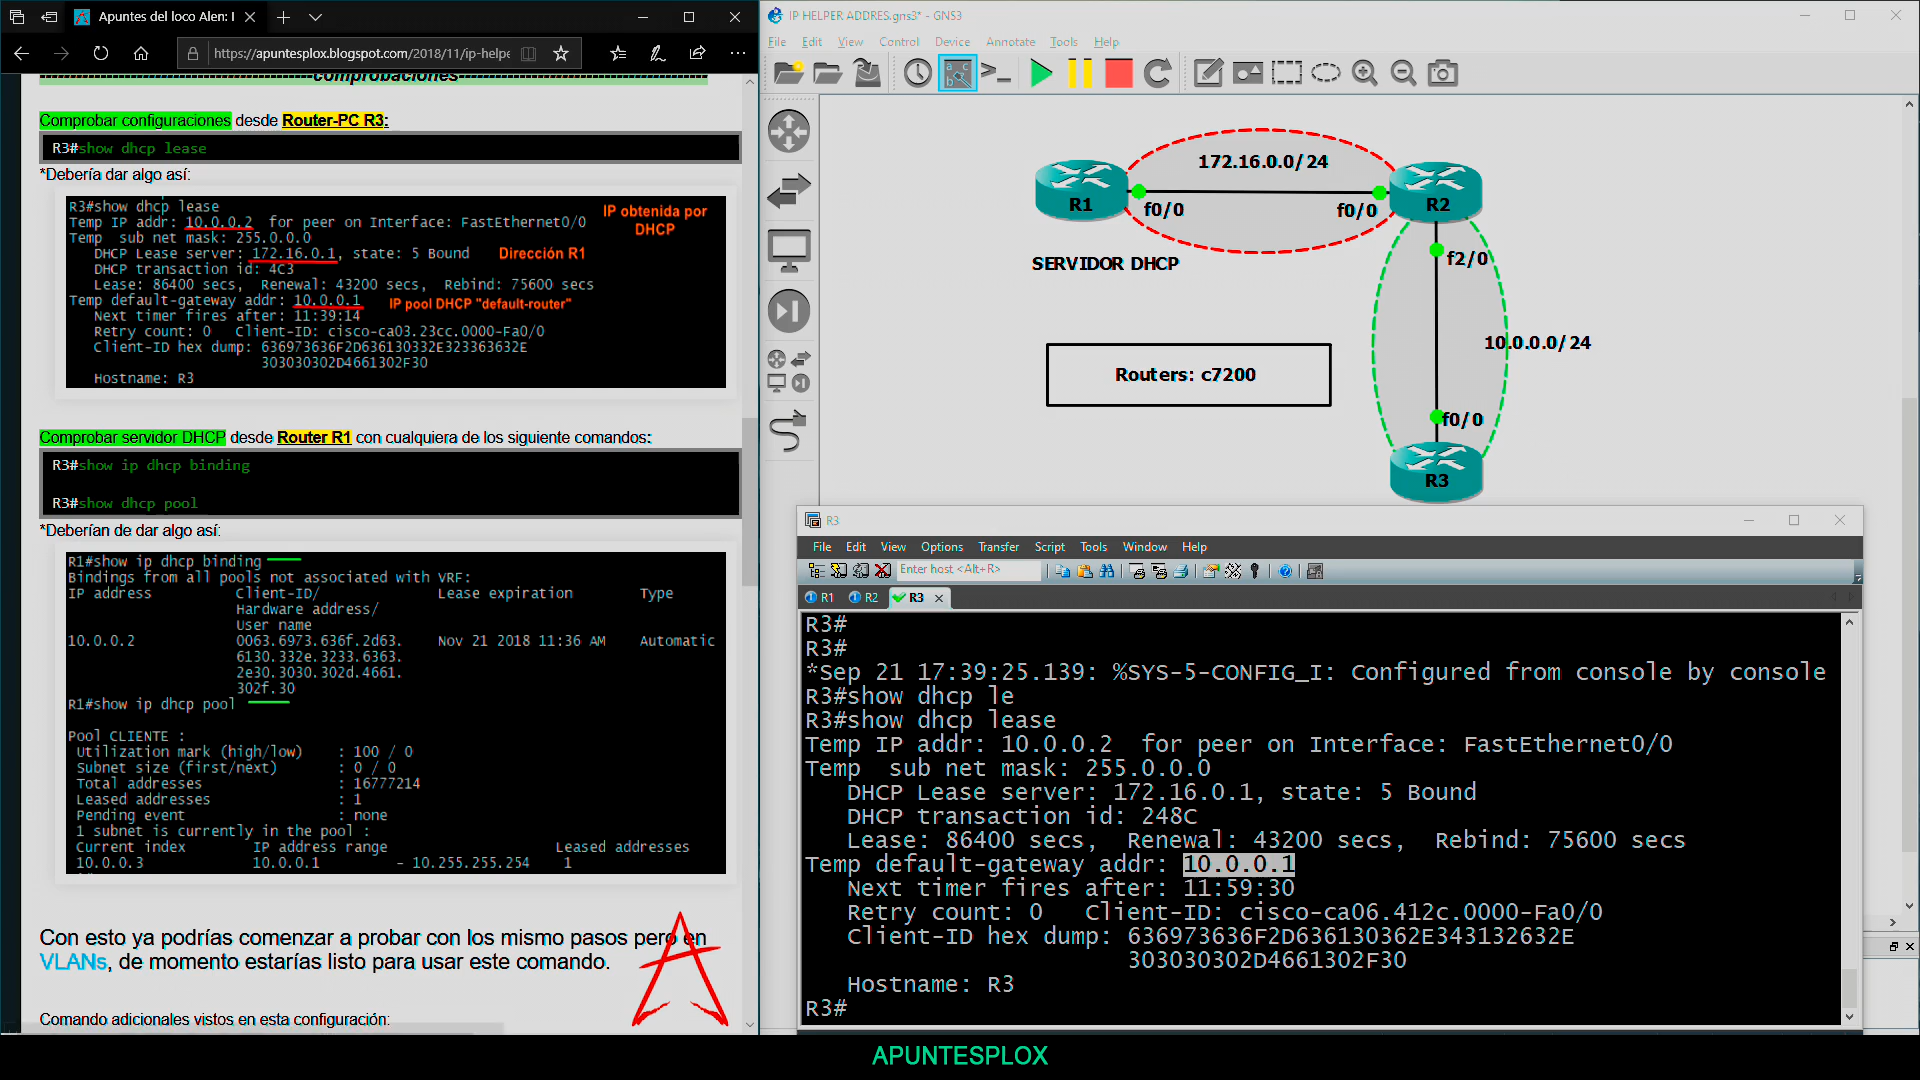 Apuntes del loco Alen: I
https://apuntesplox.blogspot.com/2018/11/ip-helpe
comprobaciones
Comprobar configuraciones desde Router-PC R3:
R3#show dhcp lease
*Debería dar algo así:
R3#show dhcp lease
Temp IP addr: 10.0.0.2  for peer on Interface: FastEthernet0/0
Temp  sub net mask: 255.0.0.0
DHCP Lease server: 172.16.0.1, state: 5 Bound
DHCP transaction id: 4C3
Lease: 86400 secs,  Renewal: 43200 secs,  Rebind: 75600 secs
Temp default-gateway addr: 10.0.0.1
Next timer fires after: 11:39:14
Retry count: 0   Client-ID: cisco-ca03.23cc.0000-Fa0/0
Client-ID hex dump: 636973636F2D636130332E323363632E
303030302D4661302F30
Hostname: R3
IP obtenida por
DHCP
Dirección R1
IP pool DHCP "default-router"
Comprobar servidor DHCP desde Router R1 con cualquiera de los siguiente comandos:
R3#show ip dhcp binding
R3#show dhcp pool
*Deberían de dar algo así:
R1#show ip dhcp binding
Bindings from all pools not associated with VRF:
IP address          Client-ID/              Lease expiration        Type
Hardware address/
User name
10.0.0.2            0063.6973.636f.2d63.    Nov 21 2018 11:36 AM    Automatic
6130.332e.3233.6363.
2e30.3030.302d.4661.
302f.30
R1#show ip dhcp pool
Pool CLIENTE :
Utilization mark (high/low)    : 100 / 0
Subnet size (first/next)       : 0 / 0
Total addresses                : 16777214
Leased addresses               : 1
Pending event                  : none
1 subnet is currently in the pool :
Current index        IP address range                    Leased addresses
10.0.0.3             10.0.0.1         - 10.255.255.254    1
Con esto ya podrías comenzar a probar con los mismo pasos pero en
VLANs, de momento estarías listo para usar este comando.
Comando adicionales vistos en esta configuración:
IP HELPER ADDRES.gns3* - GNS3
File Edit View Control Device Annotate Tools Help
172.16.0.0/24
R1
R2
f0/0
f0/0
SERVIDOR DHCP
f2/0
10.0.0.0/24
Routers: c7200
f0/0
R3
R3
File Edit View Options Transfer Script Tools Window Help
Enter host <Alt+R>
R1 R2 R3
R3#
R3#
*Sep 21 17:39:25.139: %SYS-5-CONFIG_I: Configured from console by console
R3#show dhcp le
R3#show dhcp lease
Temp IP addr: 10.0.0.2  for peer on Interface: FastEthernet0/0
Temp  sub net mask: 255.0.0.0
DHCP Lease server: 172.16.0.1, state: 5 Bound
DHCP transaction id: 248C
Lease: 86400 secs,  Renewal: 43200 secs,  Rebind: 75600 secs
Temp default-gateway addr: 10.0.0.1
Next timer fires after: 11:59:30
Retry count: 0   Client-ID: cisco-ca06.412c.0000-Fa0/0
Client-ID hex dump: 636973636F2D636130362E343132632E
303030302D4661302F30
Hostname: R3
R3#
APUNTESPLOX